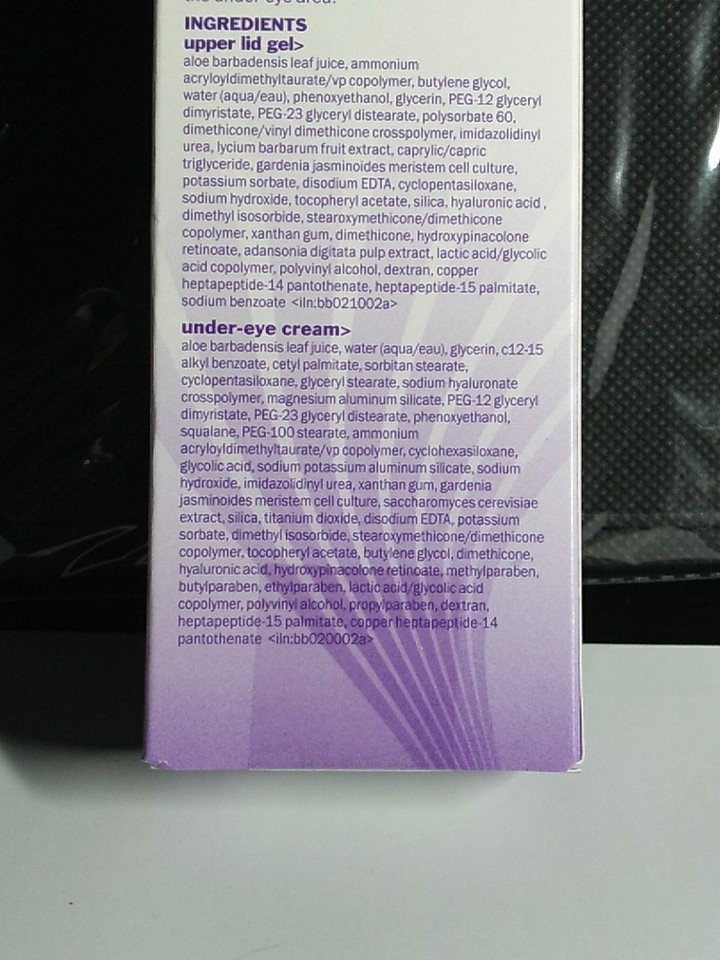 the under-eye area.
INGREDIENTS
upper lid gel>
aloe barbadensis leaf juice, ammonium
acryloyldimethyltaurate/vp copolymer, butylene glycol,
water (aqua/eau), phenoxyethanol, glycerin, PEG-12 glyceryl
dimyristate, PEG-23 glyceryl distearate, polysorbate 60,
dimethicone/vinyl dimethicone crosspolymer, imidazolidinyl
urea, lycium barbarum fruit extract, caprylic/capric
triglyceride, gardenia jasminoides meristem cell culture,
potassium sorbate, disodium EDTA, cyclopentasiloxane,
sodium hydroxide, tocopheryl acetate, silica, hyaluronic acid ,
dimethyl isosorbide, stearoxymethicone/dimethicone
copolymer, xanthan gum, dimethicone, hydroxypinacolone
retinoate, adansonia digitata pulp extract, lactic acid/glycolic
acid copolymer, polyvinyl alcohol, dextran, copper
heptapeptide-14 pantothenate, heptapeptide-15 palmitate,
sodium benzoate <iln:bb021002a>
under-eye cream>
aloe barbadensis leaf juice, water (aqua/eau), glycerin, c12-15
alkyl benzoate, cetyl palmitate, sorbitan stearate,
cyclopentasiloxane, glyceryl stearate, sodium hyaluronate
crosspolymer, magnesium aluminum silicate, PEG-12 glyceryl
dimyristate, PEG-23 glyceryl distearate, phenoxyethanol,
squalane, PEG-100 stearate, ammonium
acryloyldimethyltaurate/vp copolymer, cyclohexasiloxane,
glycolic acid, sodium potassium aluminum silicate, sodium
hydroxide, imidazolidinyl urea, xanthan gum, gardenia
jasminoides meristem cell culture, saccharomyces cerevisiae
extract, silica, titanium dioxide, disodium EDTA, potassium
sorbate, dimethyl isosorbide, stearoxymethicone/dimethicone
copolymer, tocopheryl acetate, butylene glycol, dimethicone,
hyaluronic acid, hydroxypinacolone retinoate, methylparaben,
butylparaben, ethylparaben, lactic acid/glycolic acid
copolymer, polyvinyl alcohol, propylparaben, dextran,
heptapeptide-15 palmitate, copper heptapeptide-14
pantothenate <iln:bb020002a>